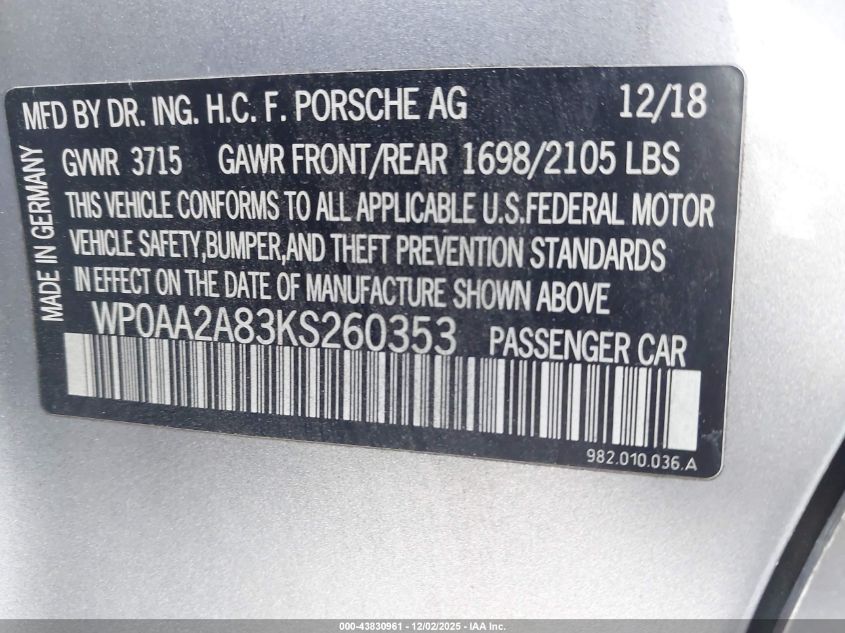 MFD BY DR. ING. H.C. F. PORSCHE AG 12/18
GVWR 3715 GAWR FRONT/REAR 1698/2105 LBS
THIS VEHICLE CONFORMS TO ALL APPLICABLE U.S.FEDERAL MOTOR
VEHICLE SAFETY,BUMPER,AND THEFT PREVENTION STANDARDS
IN EFFECT ON THE DATE OF MANUFACTURE SHOWN ABOVE
WP0AA2A83KS260353 PASSENGER CAR
982.010.036.A
MADE IN GERMANY
000-43830961 - 12/02/2025 - IAA Inc.